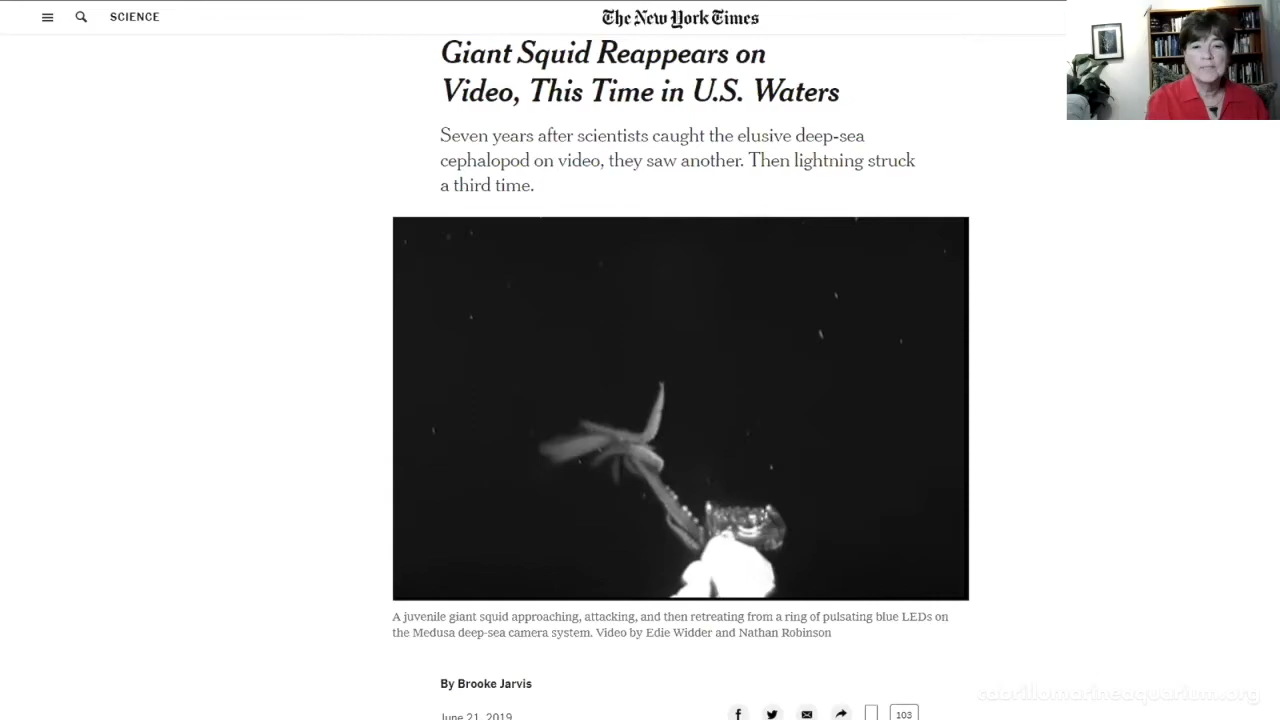 SCIENCE
The New York Times
Giant Squid Reappears on
Video, This Time in U.S. Waters
Seven years after scientists caught the elusive deep-sea
cephalopod on video, they saw another. Then lightning struck
a third time.
A juvenile giant squid approaching, attacking, and then retreating from a ring of pulsating blue LEDs on
the Medusa deep-sea camera system. Video by Edie Widder and Nathan Robinson
By Brooke Jarvis
June 21, 2019
103
cabrillomarineaquarium.org